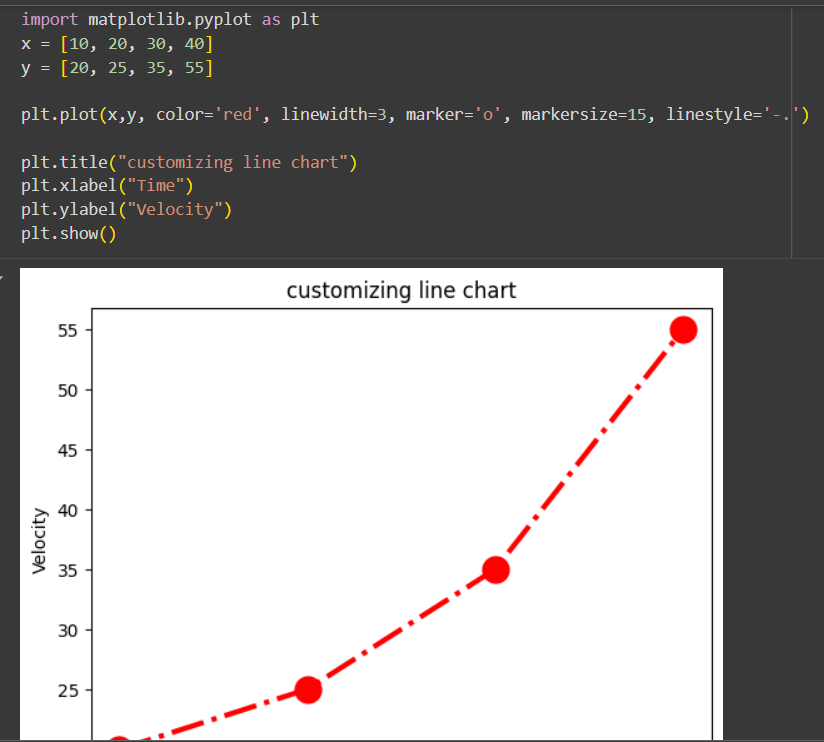 import matplotlib.pyplot as plt
x = [10, 20, 30, 40]
y = [20, 25, 35, 55]
plt.plot(x,y, color='red', linewidth=3, marker='o', markersize=15, linestyle='-.')
plt.title("customizing line chart")
plt.xlabel("Time")
plt.ylabel("Velocity")
plt.show()
customizing line chart
55
50
45
40
Velocity
35
30
25